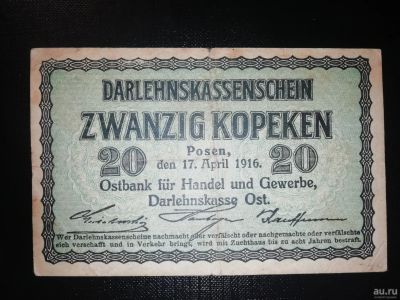 DARLEHNSKASSENSCHEIN
ZWANZIG KOPEKEN
Posen,
20 den 17. April 1916. 20
Ostbank für Handel und Gewerbe,
Darlehnskasse Ost.
Wer Darlehnskassenscheine nachmacht oder verfälscht oder nachgemachte oder verfälschte
sich verschafft und in Verkehr bringt, wird mit Zuchthaus bis zu acht Jahren bestraft.
au.ru